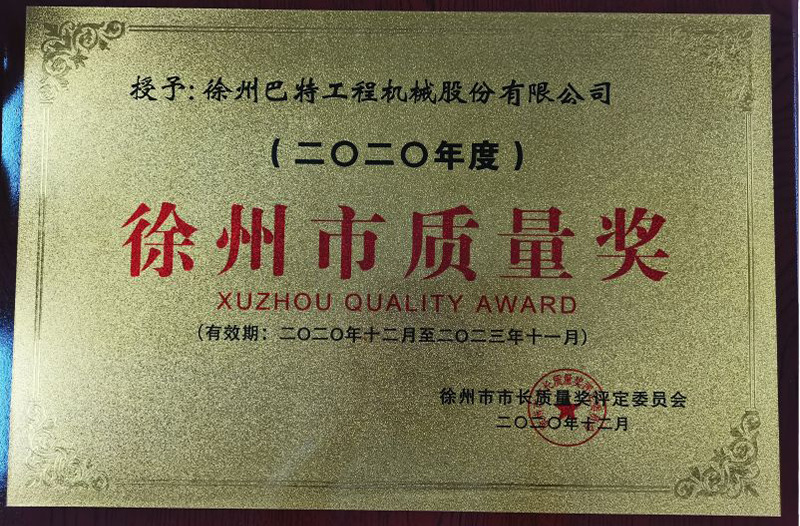 授予：徐州巴特工程机械股份有限公司
（二〇二〇年度）
徐州市质量奖
XUZHOU QUALITY AWARD
（有效期：二〇二〇年十二月至二〇二三年十一月）
徐州市市长质量奖评定委员会
二〇二〇年十二月